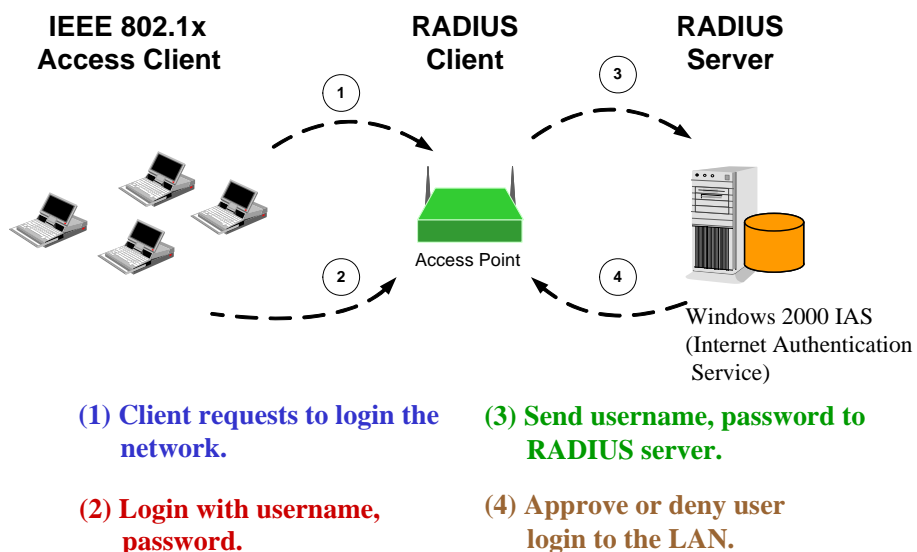 IEEE 802.1x
Access Client
RADIUS
Client
RADIUS
Server
1
3
Access Point
2
4
Windows 2000 IAS
(Internet Authentication
Service)
(1) Client requests to login the
network.
(2) Login with username,
password.
(3) Send username, password to
RADIUS server.
(4) Approve or deny user
login to the LAN.